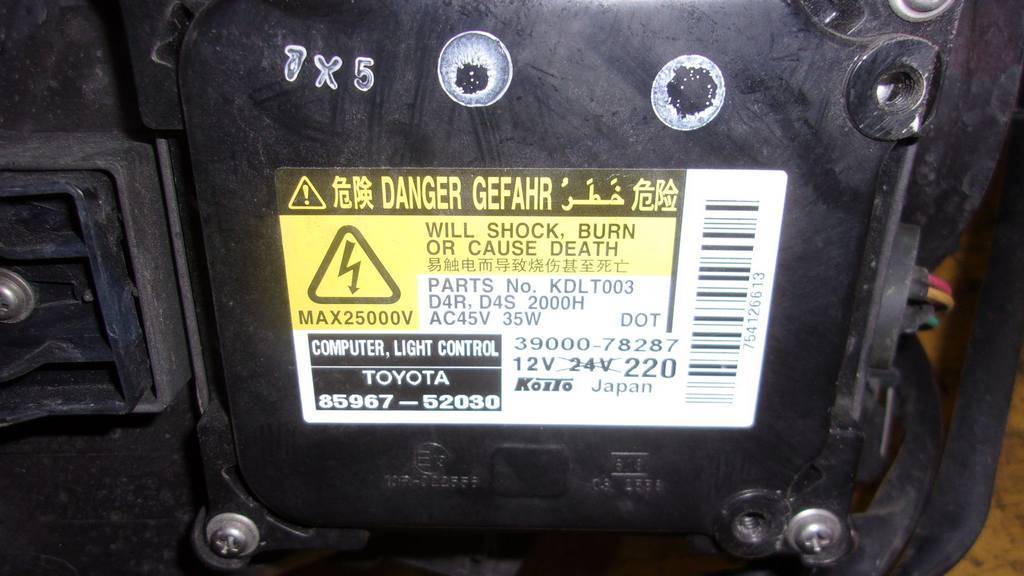 7X5
危険 DANGER GEFAHR خَطَرْ 危险
WILL SHOCK, BURN
OR CAUSE DEATH
易触电而导致烧伤甚至死亡
MAX25000V
PARTS No. KDLT003
D4R, D4S 2000H
AC45V 35W DOT
COMPUTER, LIGHT CONTROL
TOYOTA
85967-52030
39000-78287
12V 24V 220
KOITO Japan
754126613